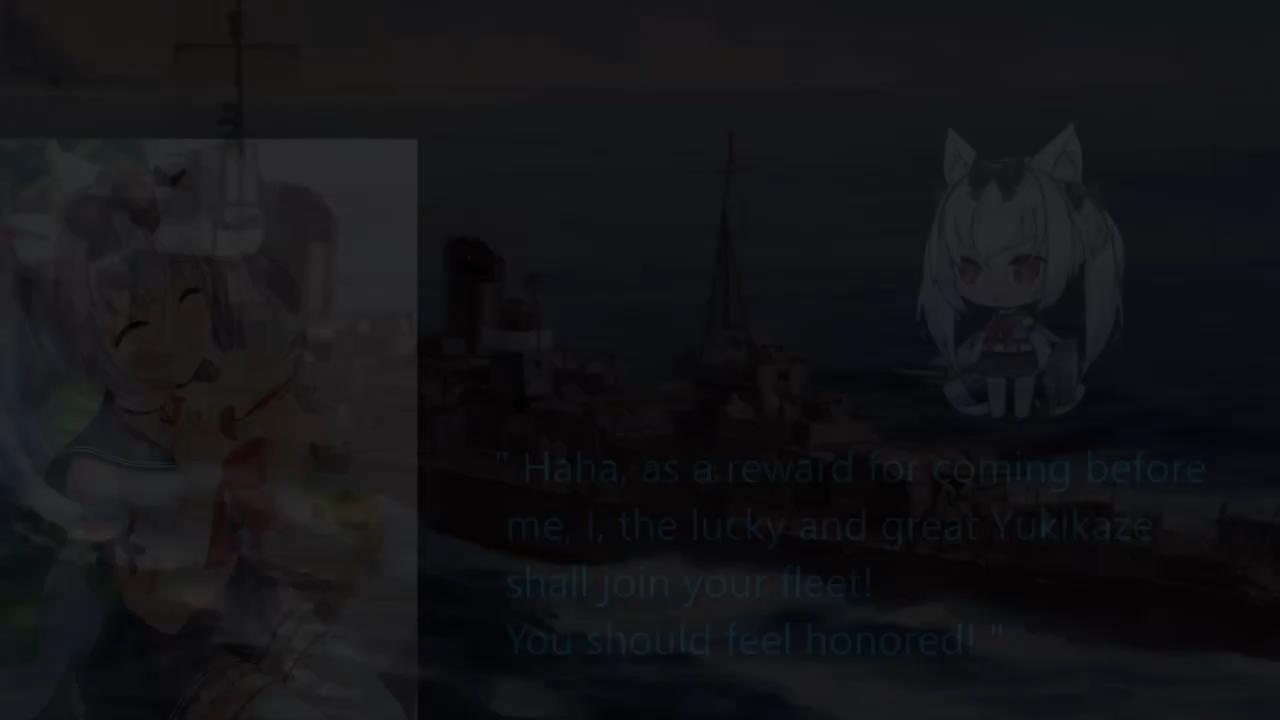 " Haha, as a reward for coming before
me, I, the lucky and great Yukikaze
shall join your fleet!
You should feel honored! "